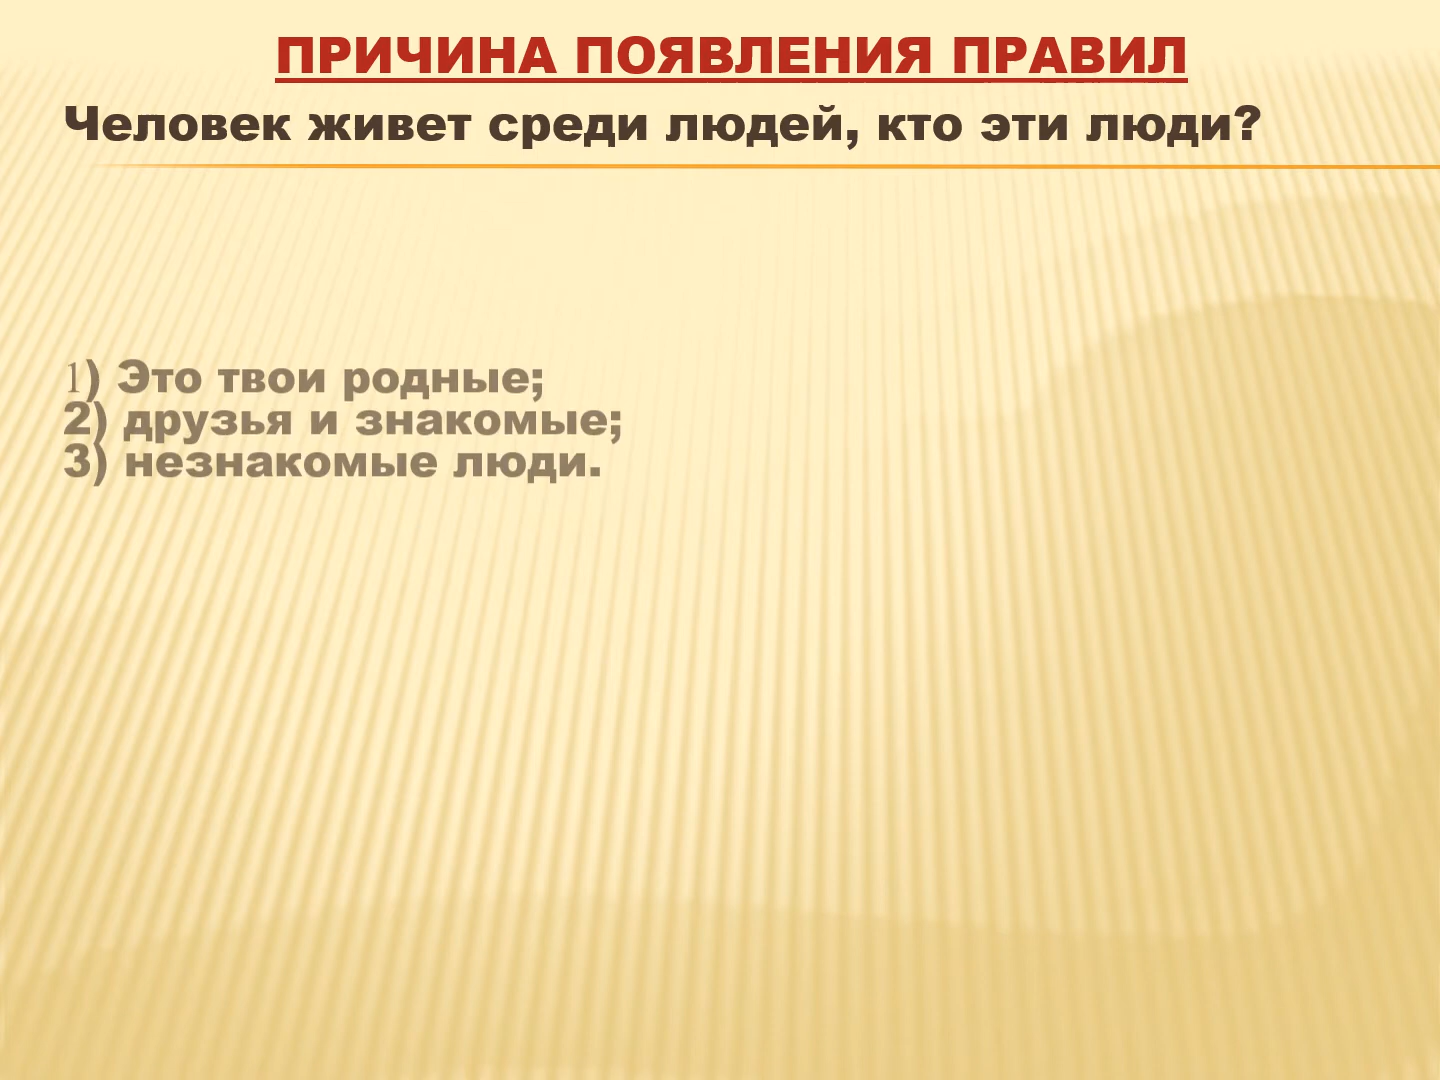 ПРИЧИНА ПОЯВЛЕНИЯ ПРАВИЛ
Человек живет среди людей, кто эти люди?
1) Это твои родные;
2) друзья и знакомые;
3) незнакомые люди.